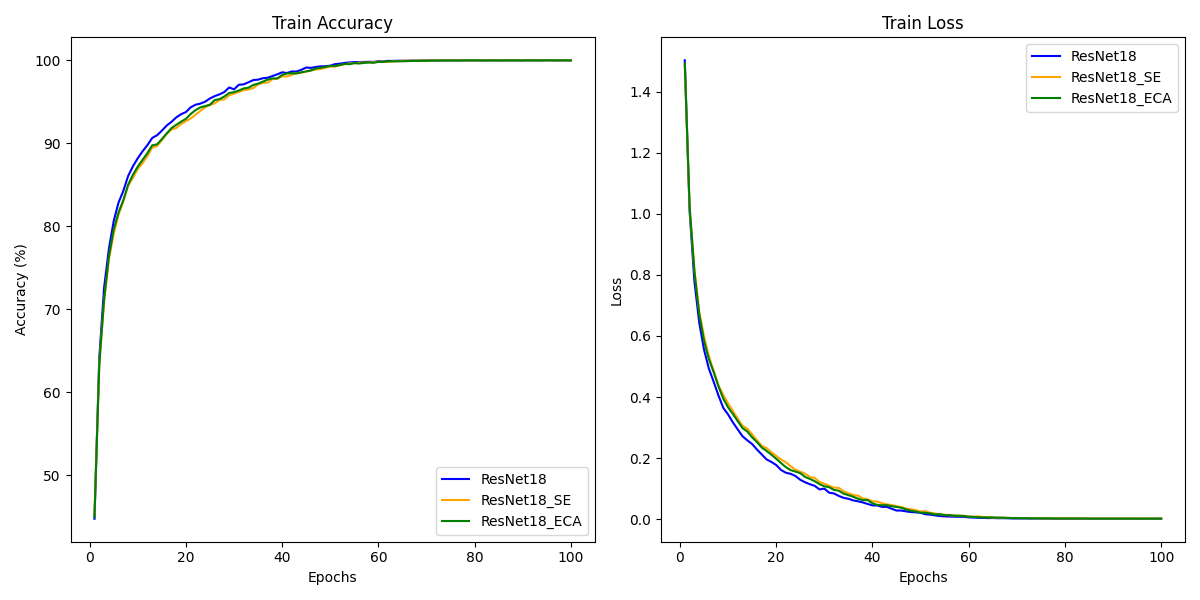 Train Accuracy
Accuracy (%)
100
90
80
70
60
50
0 20 40 60 80 100
Epochs
ResNet18
ResNet18_SE
ResNet18_ECA
Train Loss
Loss
1.4
1.2
1.0
0.8
0.6
0.4
0.2
0.0
0 20 40 60 80 100
Epochs
ResNet18
ResNet18_SE
ResNet18_ECA